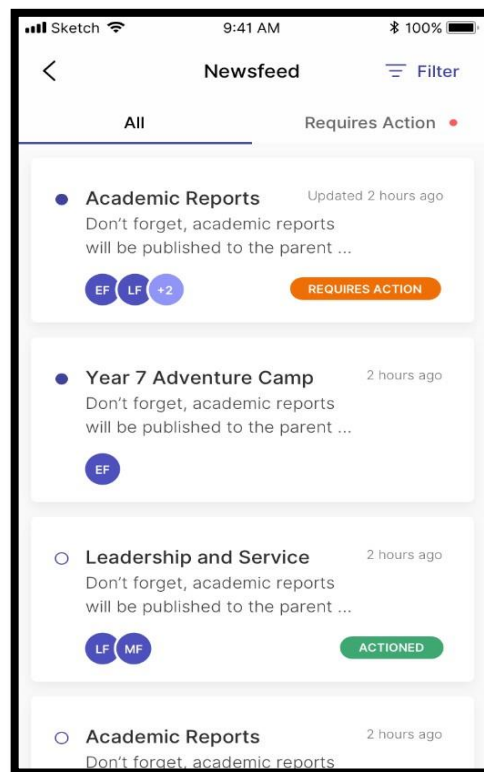 Sketch 9:41 AM 100%
Newsfeed Filter
All Requires Action
Academic Reports Updated 2 hours ago
Don't forget, academic reports
will be published to the parent ...
EF LF +2 REQUIRES ACTION
Year 7 Adventure Camp 2 hours ago
Don't forget, academic reports
will be published to the parent ...
EF
Leadership and Service 2 hours ago
Don't forget, academic reports
will be published to the parent ...
LF MF ACTIONED
Academic Reports 2 hours ago
Don't forget, academic reports